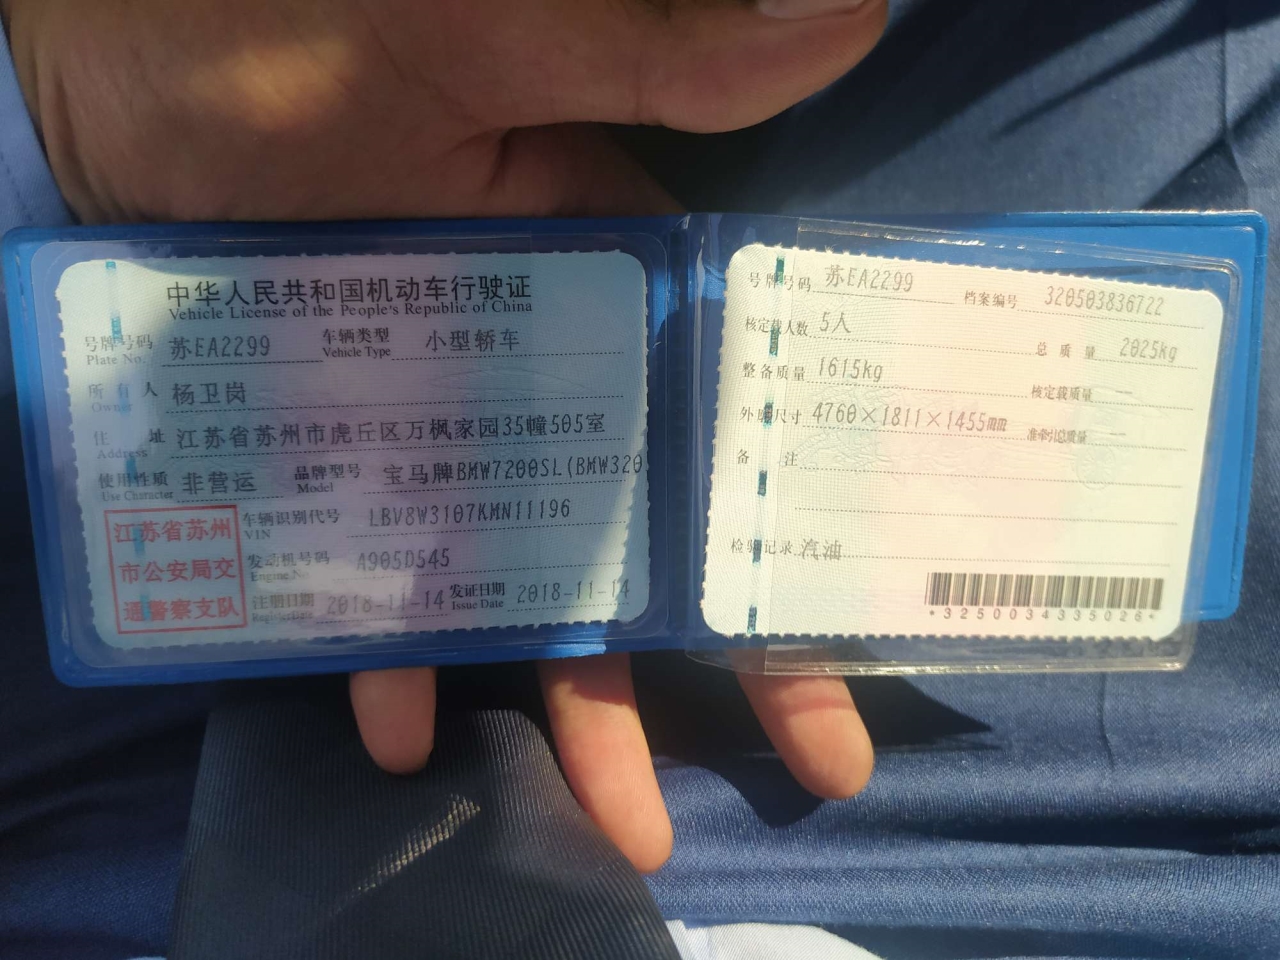 中华人民共和国机动车行驶证
Vehicle License of the People's Republic of China
号牌号码 苏EA2299 车辆类型 小型轿车
Plate No. Vehicle Type
所有人 杨卫岗
Owner
住址 江苏省苏州市虎丘区万枫家园35幢505室
Address
使用性质 非营运 品牌型号 宝马牌BMW7200SL(BMW320
Use Character Model
江苏省苏州
市公安局交
通警察支队
车辆识别代号 LBV8W3107KMN11196
VIN
发动机号码 A905D545
Engine No.
注册日期 2018-11-14 发证日期 2018-11-14
Register Date Issue Date
号牌号码 苏EA2299 档案编号 320503836722
核定载人数 5人 总质量 2025kg
整备质量 1615kg 核定载质量 --
外廓尺寸 4760×1811×1455mm 准牵引总质量 --
备注
检验记录 汽油
*3250034335026*